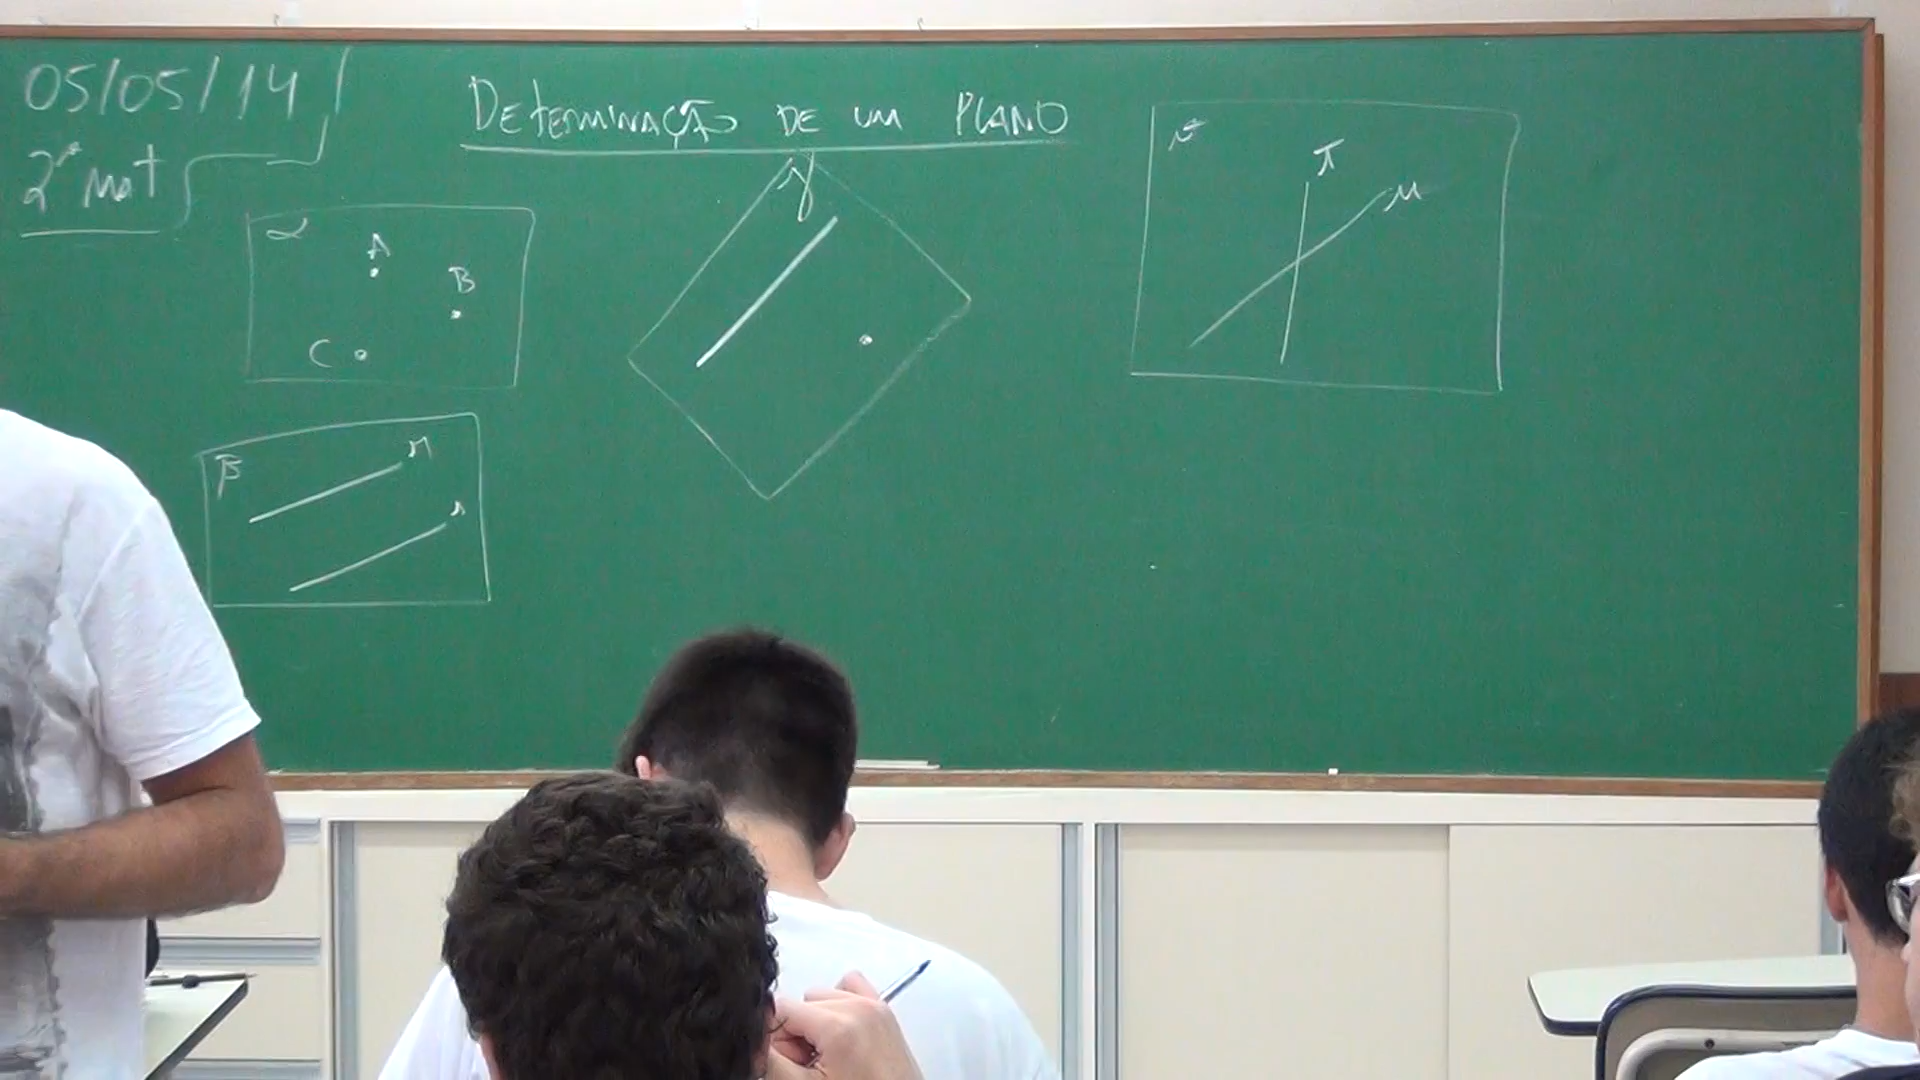 05/05/14
2ª Mat
DETERMINAÇÃO DE UM PLANO
α
A
B
C
β
r
s
γ
π
μ